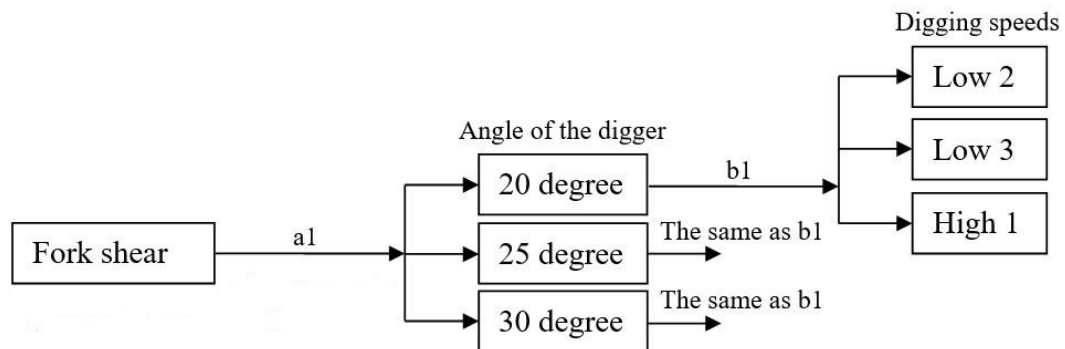 Digging speeds
Low 2
Angle of the digger
Low 3
20 degree
b1
High 1
The same as b1
Fork shear
a1
25 degree
The same as b1
30 degree